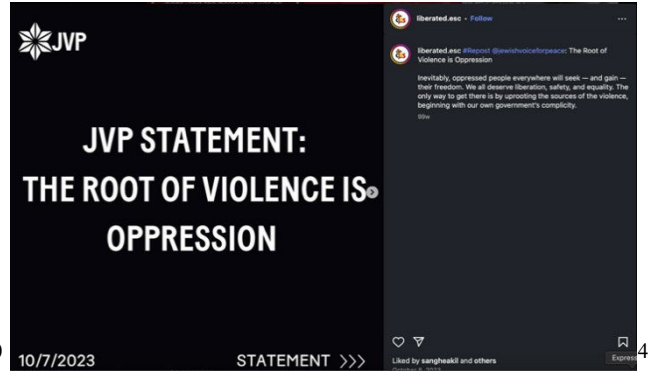 JVP
JVP STATEMENT:
THE ROOT OF VIOLENCE IS
OPPRESSION
10/7/2023
STATEMENT >>>
liberated.esc • Follow
liberated.esc #Repost @jewishvoiceforpeace: The Root of
Violence is Oppression
Inevitably, oppressed people everywhere will seek — and gain —
their freedom. We all deserve liberation, safety, and equality. The
only way to get there is by uprooting the sources of the violence,
beginning with our own government's complicity.
99w
Liked by sangheakil and others
Express
4